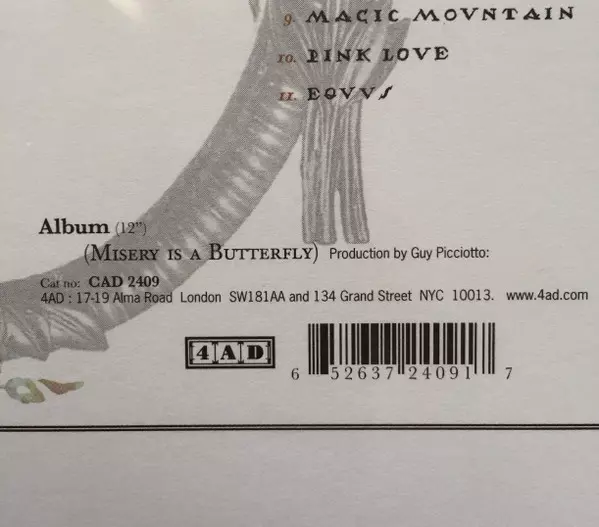 9. MAGIC MOVNTAIN
10. PINK LOVE
11. EQVVS
Album (12")
(MISERY IS A BUTTERFLY) Production by Guy Picciotto:
Cat no: CAD 2409
4AD : 17-19 Alma Road London SW181AA and 134 Grand Street NYC 10013. www.4ad.com
4AD
6 52637 24091 7